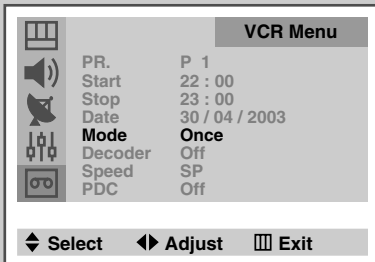 VCR Menu
PR. P 1
Start 22 : 00
Stop 23 : 00
Date 30 / 04 / 2003
Mode Once
Decoder Off
Speed SP
PDC Off
Select Adjust Exit